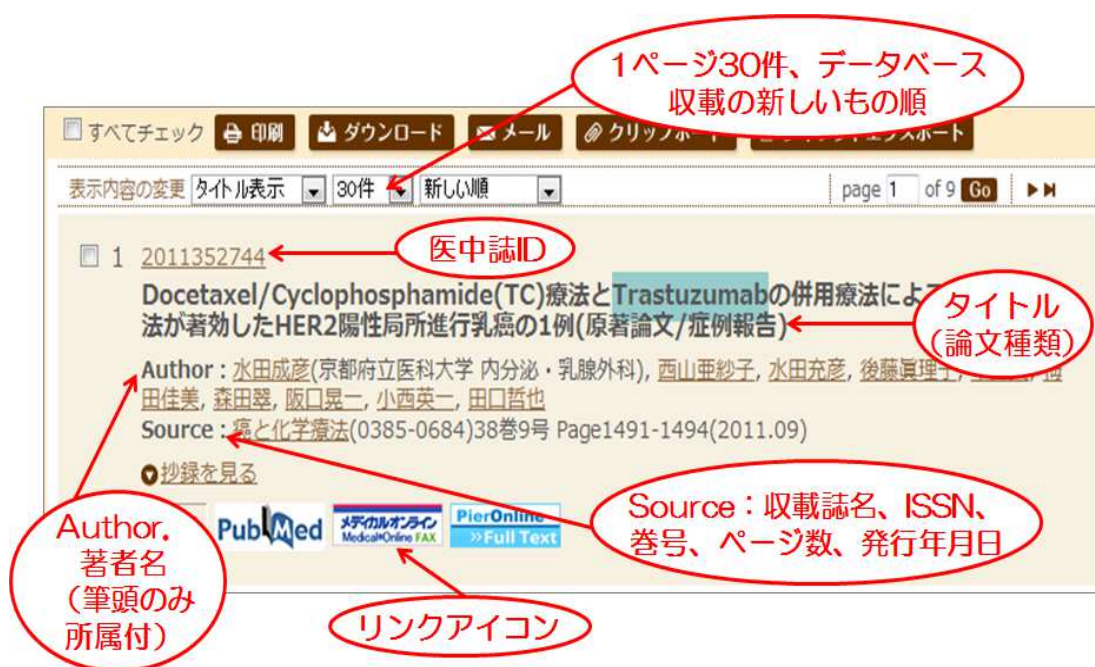 1ページ30件、データベース
収載の新しいもの順
すべてチェック 印刷 ダウンロード メール クリップボード
表示内容の変更 タイトル表示 30件 新しい順 page 1 of 9 Go
1 2011352744
医中誌ID
Docetaxel/Cyclophosphamide(TC)療法とTrastuzumabの併用療法によ
法が著効したHER2陽性局所進行乳癌の1例(原著論文/症例報告)
タイトル
(論文種類)
Author : 水田成彦(京都府立医科大学 内分泌・乳腺外科), 西山亜紗子, 水田充彦, 後藤眞理子,
田佳美, 森田翠, 阪口晃一, 小西英一, 田口哲也
Source : 癌と化学療法(0385-0684)38巻9号 Page1491-1494(2011.09)
抄録を見る
PubMed メディカルオンライン Medical*Online FAX PierOnline »Full Text
Author.
著者名
(筆頭のみ
所属付)
Source:収載誌名、ISSN、
巻号、ページ数、発行年月日
リンクアイコン